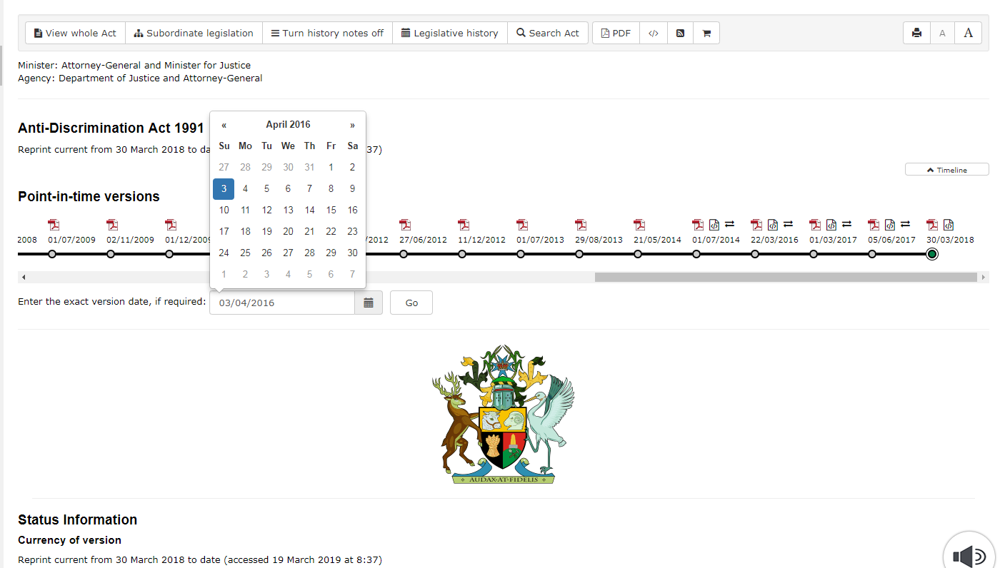 View whole Act Subordinate legislation Turn history notes off Legislative history Search Act PDF </> A A
Minister: Attorney-General and Minister for Justice
Agency: Department of Justice and Attorney-General
Anti-Discrimination Act 1991
Reprint current from 30 March 2018 to da 37)
« April 2016 »
Su Mo Tu We Th Fr Sa
27 28 29 30 31 1 2
3 4 5 6 7 8 9
10 11 12 13 14 15 16
17 18 19 20 21 22 23
24 25 26 27 28 29 30
1 2 3 4 5 6 7
Timeline
Point-in-time versions
2008 01/07/2009 02/11/2009 01/12/2009 /2012 27/06/2012 11/12/2012 01/07/2013 29/08/2013 21/05/2014 01/07/2014 22/03/2016 01/03/2017 05/06/2017 30/03/2018
Enter the exact version date, if required: 03/04/2016 Go
AUDAX·AT·FIDELIS
Status Information
Currency of version
Reprint current from 30 March 2018 to date (accessed 19 March 2019 at 8:37)